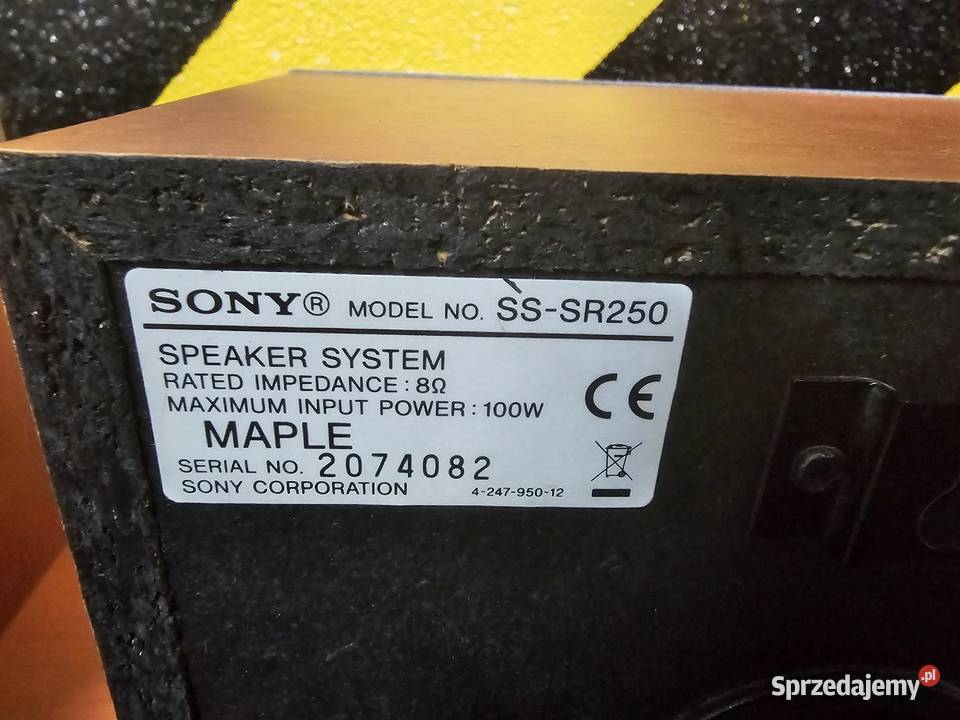 SONY® MODEL NO. SS-SR250
SPEAKER SYSTEM
RATED IMPEDANCE : 8Ω
MAXIMUM INPUT POWER : 100W
CE
MAPLE
SERIAL NO. 2074082
SONY CORPORATION 4-247-950-12
Sprzedajemy.pl